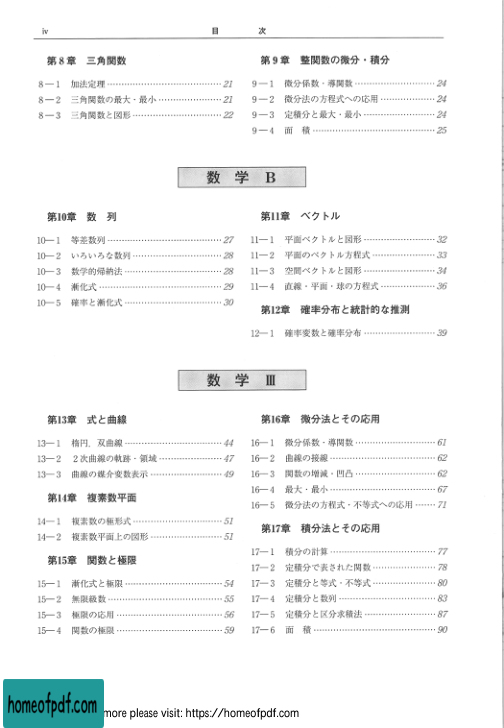 iv
目　次
第8章　三角関数
8－1　加法定理 … 21
8－2　三角関数の最大・最小 … 21
8－3　三角関数と図形 … 22
第9章　整関数の微分・積分
9－1　微分係数・導関数 … 24
9－2　微分法の方程式への応用 … 24
9－3　定積分と最大・最小 … 24
9－4　面　積 … 25
数　学　B
第10章　数　列
10－1　等差数列 … 27
10－2　いろいろな数列 … 28
10－3　数学的帰納法 … 28
10－4　漸化式 … 29
10－5　確率と漸化式 … 30
第11章　ベクトル
11－1　平面ベクトルと図形 … 32
11－2　平面のベクトル方程式 … 33
11－3　空間ベクトルと図形 … 34
11－4　直線・平面・球の方程式 … 36
第12章　確率分布と統計的な推測
12－1　確率変数と確率分布 … 39
数　学　Ⅲ
第13章　式と曲線
13－1　楕円，双曲線 … 44
13－2　２次曲線の軌跡・領域 … 47
13－3　曲線の媒介変数表示 … 49
第14章　複素数平面
14－1　複素数の極形式 … 51
14－2　複素数平面上の図形 … 51
第15章　関数と極限
15－1　漸化式と極限 … 54
15－2　無限級数 … 55
15－3　極限の応用 … 56
15－4　関数の極限 … 59
第16章　微分法とその応用
16－1　微分係数・導関数 … 61
16－2　曲線の接線 … 62
16－3　関数の増減・凹凸 … 62
16－4　最大・最小 … 67
16－5　微分法の方程式・不等式への応用 … 71
第17章　積分法とその応用
17－1　積分の計算 … 77
17－2　定積分で表された関数 … 78
17－3　定積分と等式・不等式 … 80
17－4　定積分と数列 … 83
17－5　定積分と区分求積法 … 87
17－6　面　積 … 90
homeofpdf.com
more please visit: https://homeofpdf.com